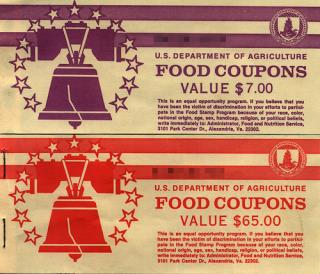 U.S. DEPARTMENT OF AGRICULTURE
FOOD COUPONS
VALUE $7.00
This is an equal opportunity program. If you believe that you
have been the victim of discrimination in your efforts to partici-
pate in the Food Stamp Program because of your race, color,
national origin, age, sex, handicap, religion, or political beliefs,
write immediately to: Administrator, Food and Nutrition Service,
3101 Park Center Dr., Alexandria, Va. 22302.
U.S. DEPARTMENT OF AGRICULTURE
FOOD COUPONS
VALUE $65.00
This is an equal opportunity program. If you believe that you
have been the victim of discrimination in your efforts to partici-
pate in the Food Stamp Program because of your race, color,
national origin, age, sex, handicap, religion, or political beliefs,
write immediately to: Administrator, Food and Nutrition Service,
3101 Park Center Dr., Alexandria, Va. 22302.